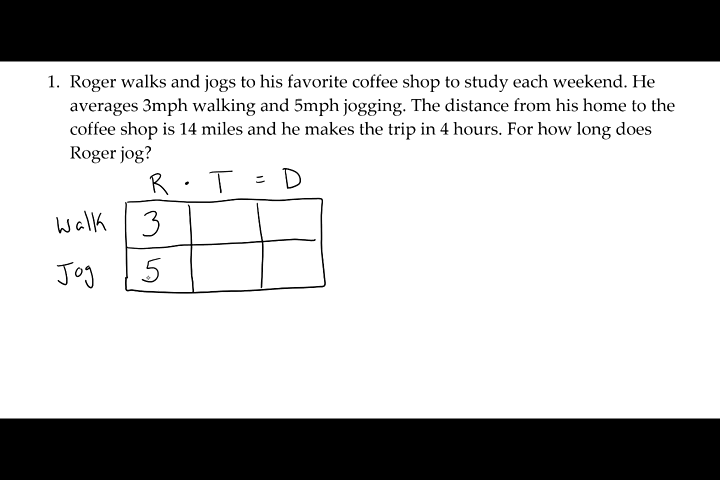 1. Roger walks and jogs to his favorite coffee shop to study each weekend. He
averages 3mph walking and 5mph jogging. The distance from his home to the
coffee shop is 14 miles and he makes the trip in 4 hours. For how long does
Roger jog?
R · T = D
Walk 3
Jog 5